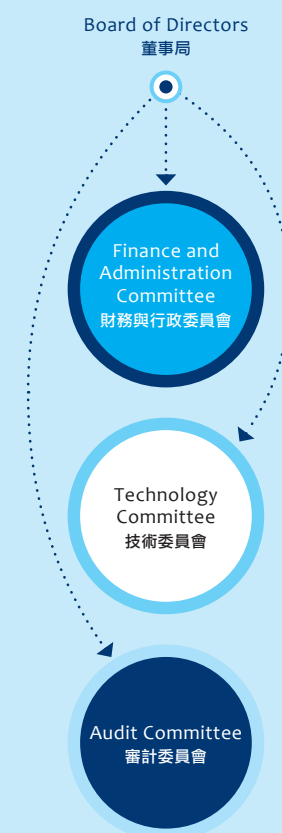 Board of Directors
董事局
Finance and
Administration
Committee
財務與行政委員會
Technology
Committee
技術委員會
Audit Committee
審計委員會